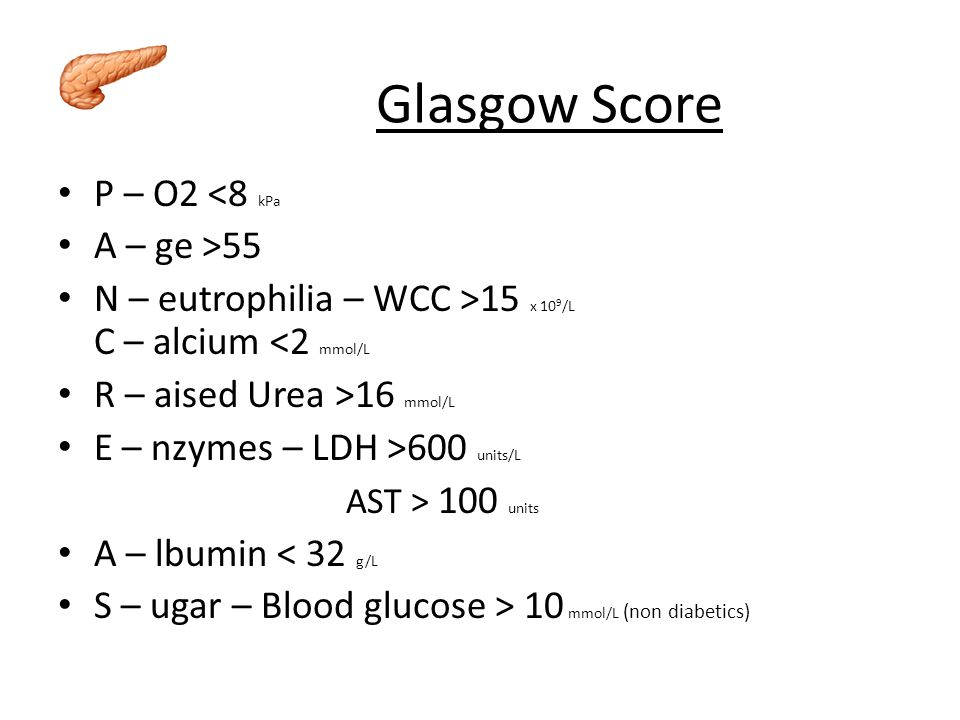 Glasgow Score
• P – O2 <8 kPa
• A – ge >55
• N – eutrophilia – WCC >15 x 10⁹/L
C – alcium <2 mmol/L
• R – aised Urea >16 mmol/L
• E – nzymes – LDH >600 units/L
AST > 100 units
• A – lbumin < 32 g/L
• S – ugar – Blood glucose > 10 mmol/L (non diabetics)